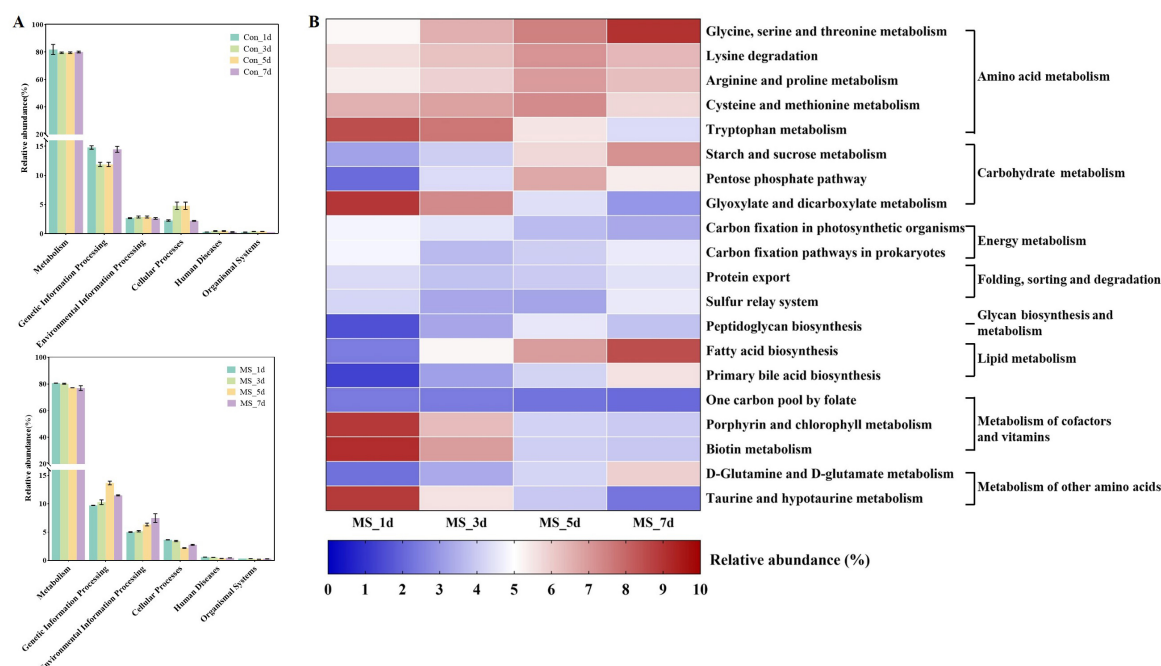 A
Relative abundance(%)
100
80
60
40
20
15
10
5
0
Con_1d
Con_3d
Con_5d
Con_7d
Metabolism
Genetic Information Processing
Environmental Information Processing
Cellular Processes
Human Diseases
Organismal Systems
Relative abundance(%)
100
80
60
40
20
15
10
5
0
MS_1d
MS_3d
MS_5d
MS_7d
Metabolism
Genetic Information Processing
Environmental Information Processing
Cellular Processes
Human Diseases
Organismal Systems
B
Glycine, serine and threonine metabolism
Lysine degradation
Arginine and proline metabolism
Cysteine and methionine metabolism
Tryptophan metabolism
Starch and sucrose metabolism
Pentose phosphate pathway
Glyoxylate and dicarboxylate metabolism
Carbon fixation in photosynthetic organisms
Carbon fixation pathways in prokaryotes
Protein export
Sulfur relay system
Peptidoglycan biosynthesis
Fatty acid biosynthesis
Primary bile acid biosynthesis
One carbon pool by folate
Porphyrin and chlorophyll metabolism
Biotin metabolism
D-Glutamine and D-glutamate metabolism
Taurine and hypotaurine metabolism
Amino acid metabolism
Carbohydrate metabolism
Energy metabolism
Folding, sorting and degradation
Glycan biosynthesis and
metabolism
Lipid metabolism
Metabolism of cofactors
and vitamins
Metabolism of other amino acids
MS_1d MS_3d MS_5d MS_7d
Relative abundance (%)
0 1 2 3 4 5 6 7 8 9 10